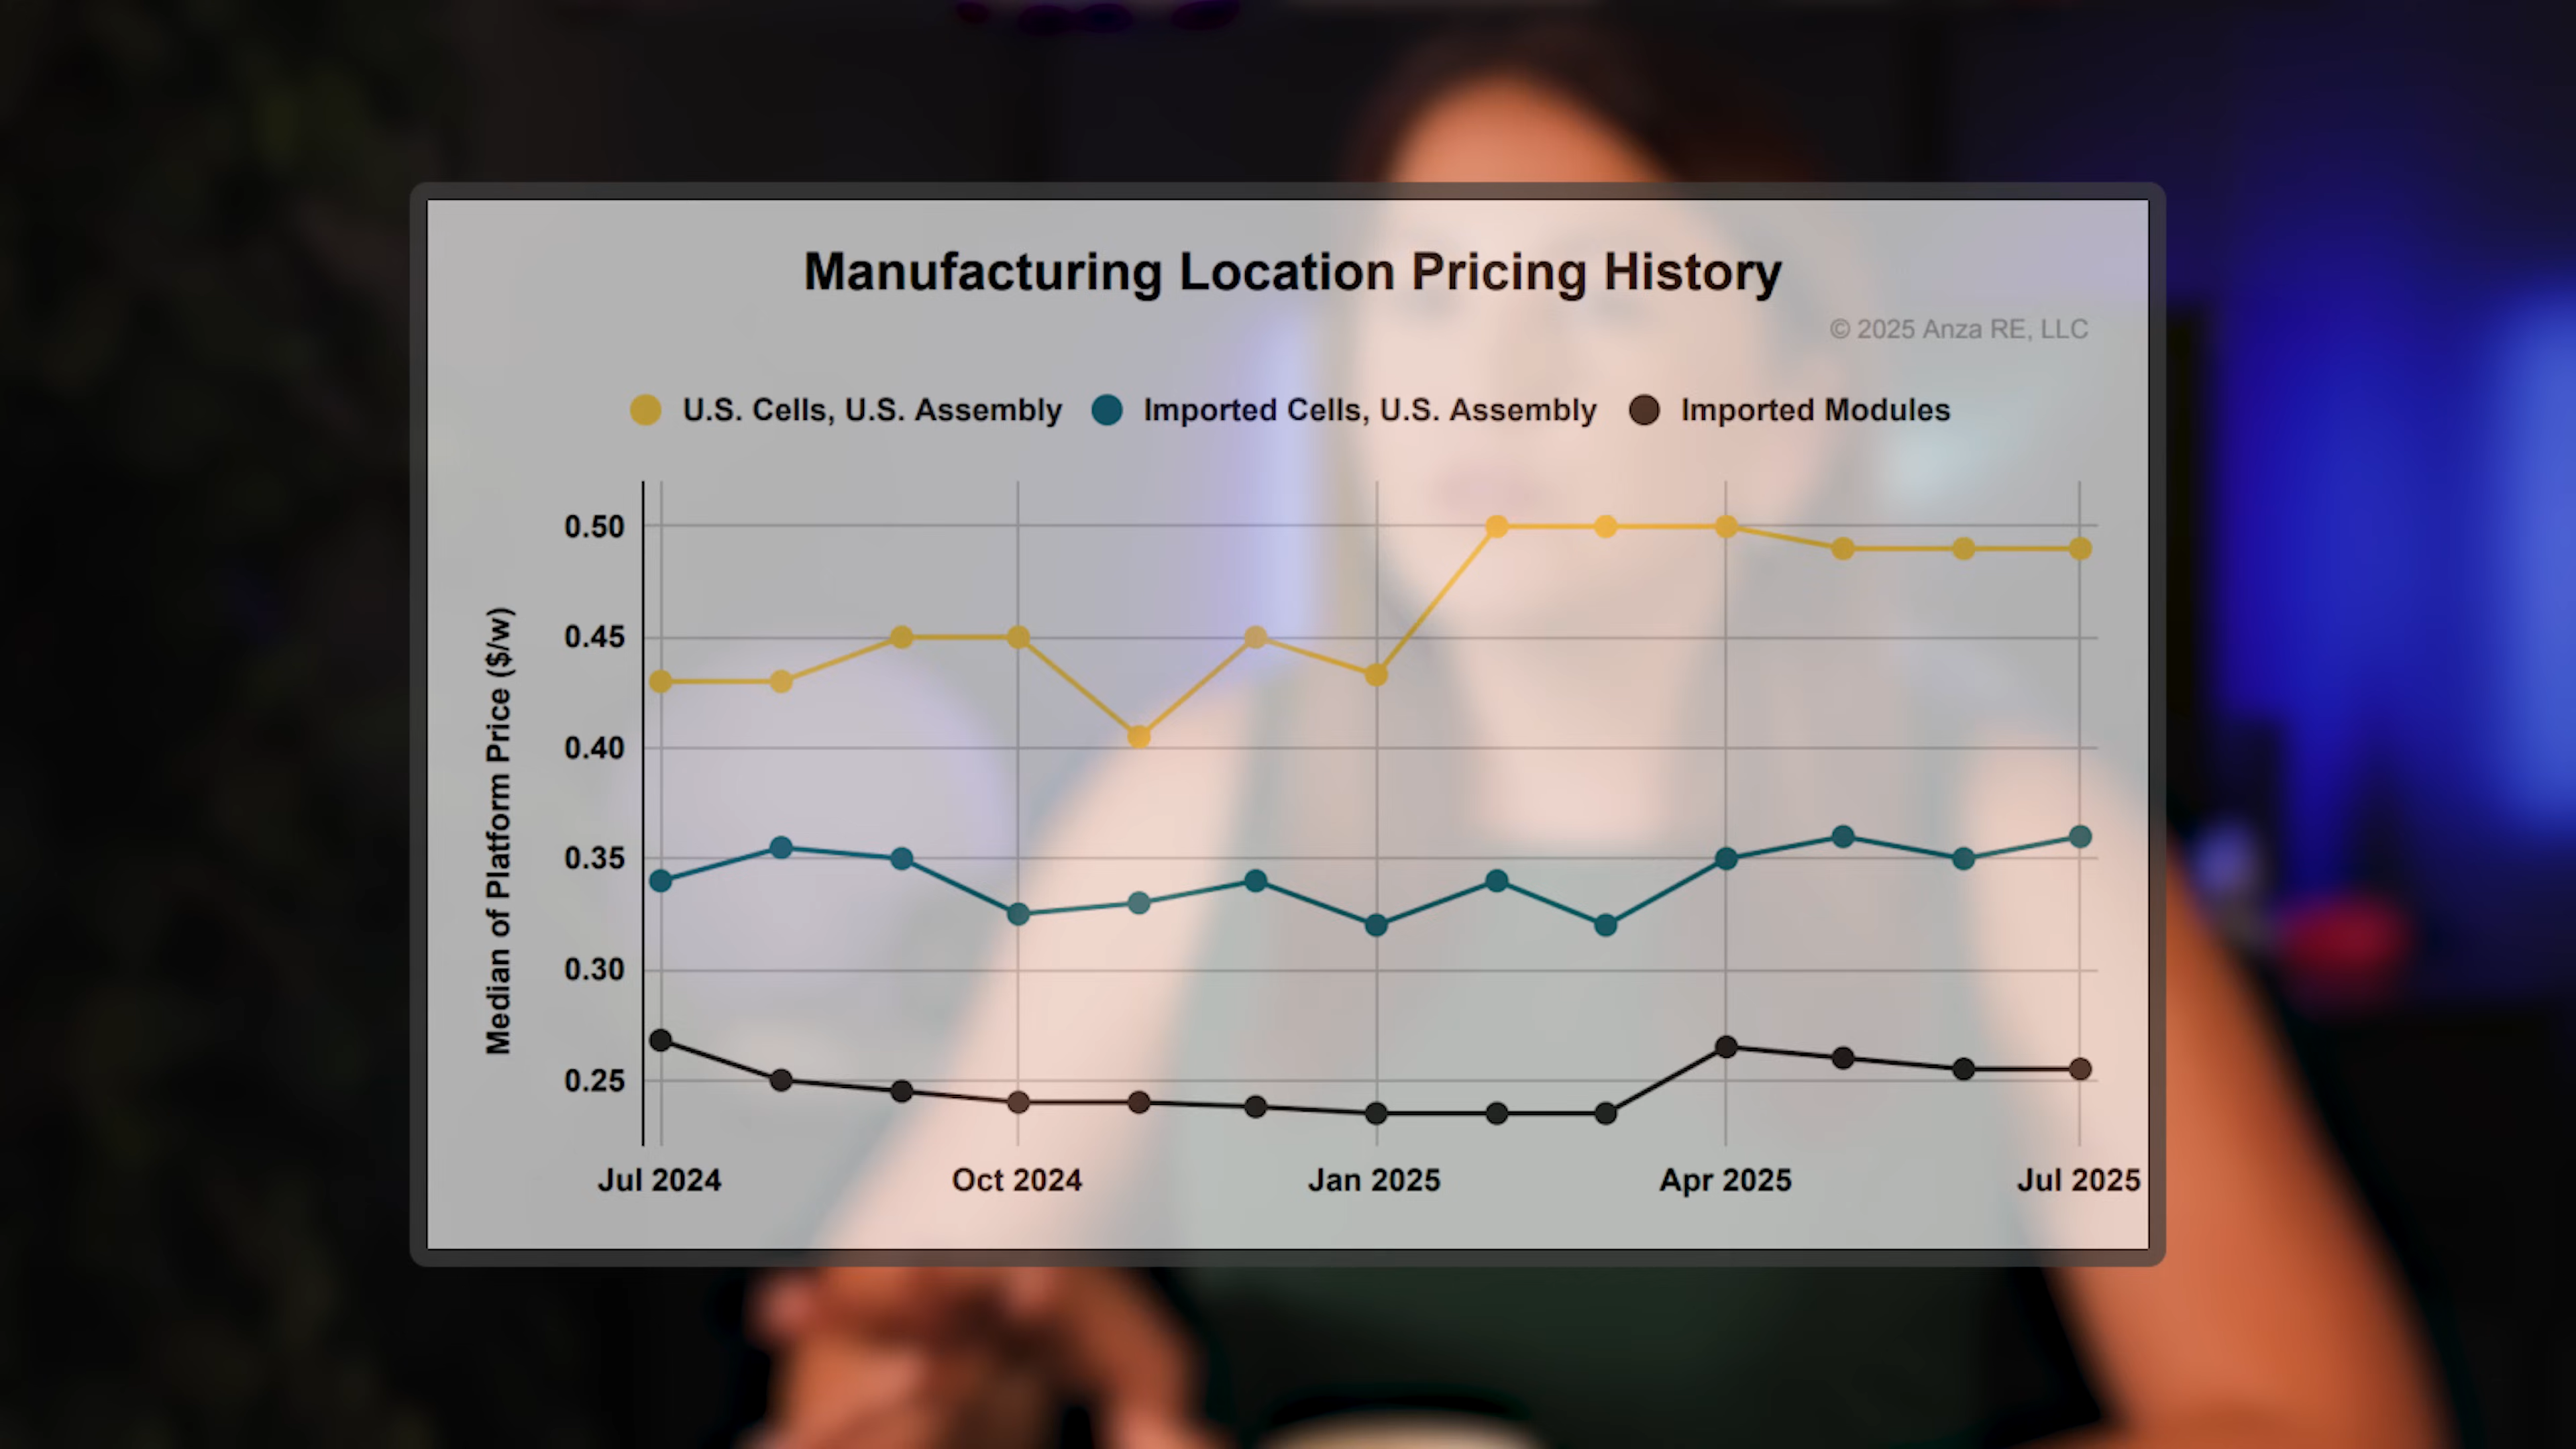 Manufacturing Location Pricing History
© 2025 Anza RE, LLC
U.S. Cells, U.S. Assembly Imported Cells, U.S. Assembly Imported Modules
Median of Platform Price ($/w)
0.50
0.45
0.40
0.35
0.30
0.25
Jul 2024 Oct 2024 Jan 2025 Apr 2025 Jul 2025